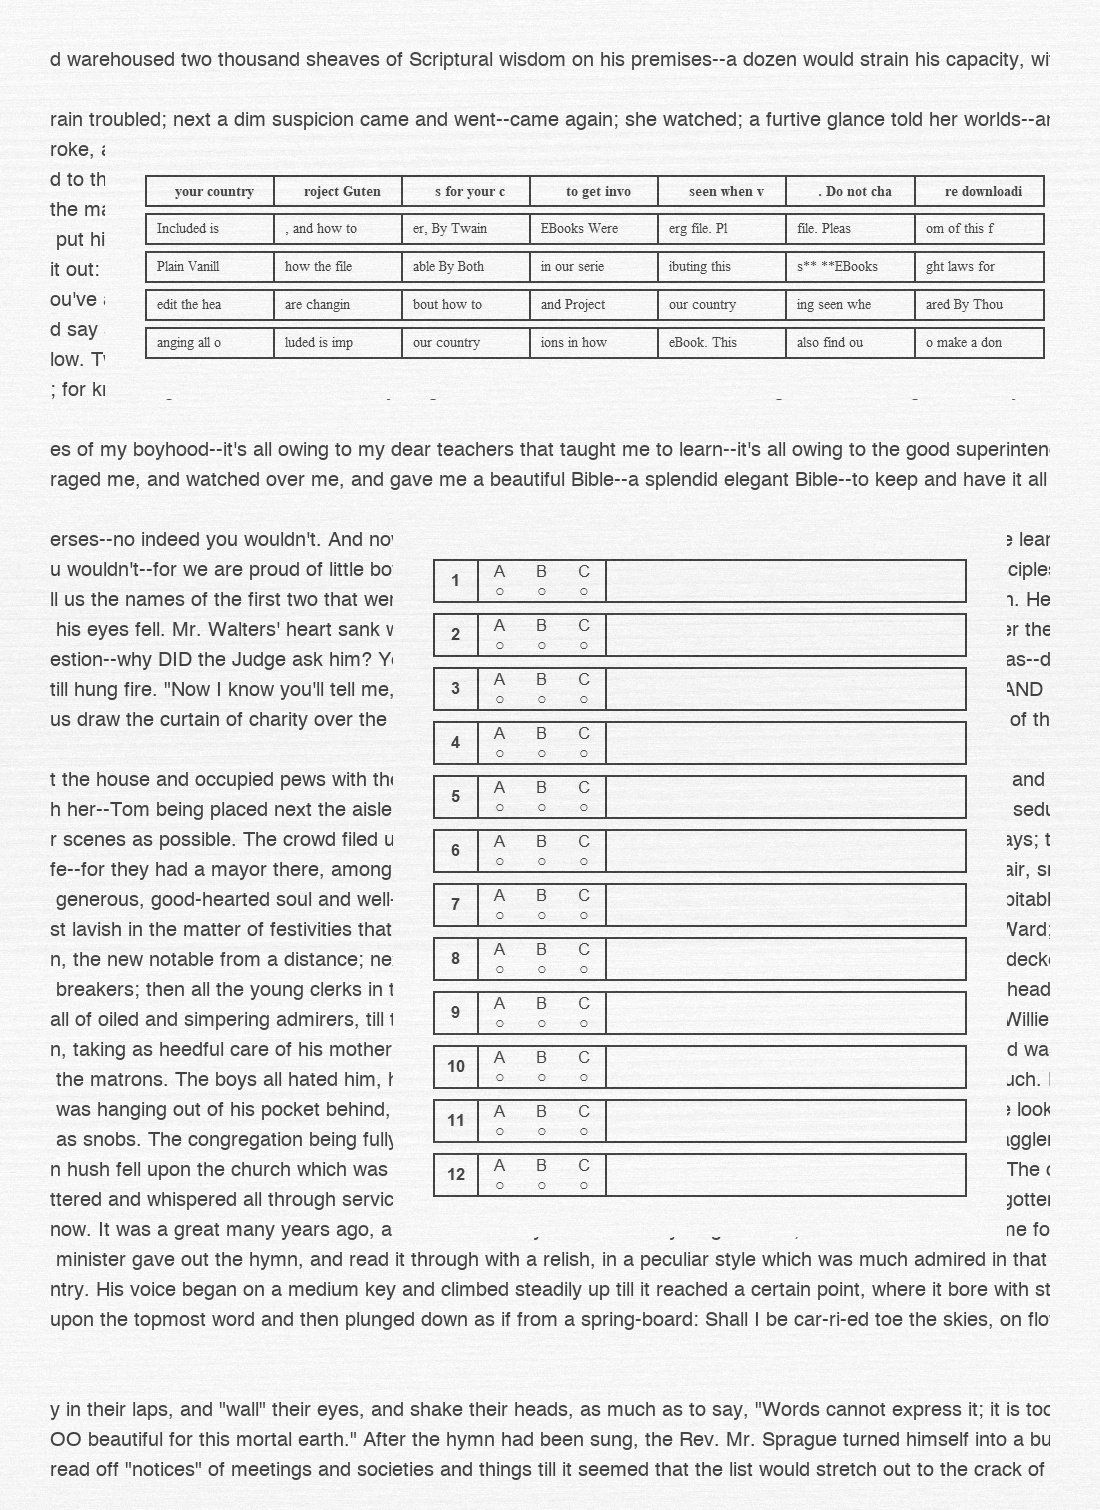 d warehoused two thousand sheaves of Scriptural wisdom on his premises--a dozen would strain his capacity, wi
rain troubled; next a dim suspicion came and went--came again; she watched; a furtive glance told her worlds--an
roke,
d to th
the ma
put hi
it out:
ou've
d say
low. Tw
; for kn
your country roject Guten s for your c to get invo seen when v . Do not cha re downloadi
Included is , and how to er, By Twain EBooks Were erg file. Pl file. Pleas om of this f
Plain Vanill how the file able By Both in our serie ibuting this s** **EBooks ght laws for
edit the hea are changin bout how to and Project our country ing seen whe ared By Thou
anging all o luded is imp our country ions in how eBook. This also find ou o make a don
es of my boyhood--it's all owing to my dear teachers that taught me to learn--it's all owing to the good superinten
raged me, and watched over me, and gave me a beautiful Bible--a splendid elegant Bible--to keep and have it all
erses--no indeed you wouldn't. And now
u wouldn't--for we are proud of little bo
ll us the names of the first two that wer
his eyes fell. Mr. Walters' heart sank w
estion--why DID the Judge ask him? Yo
till hung fire. "Now I know you'll tell me,
us draw the curtain of charity over the
t the house and occupied pews with the
h her--Tom being placed next the aisle
r scenes as possible. The crowd filed u
fe--for they had a mayor there, among
generous, good-hearted soul and well-
st lavish in the matter of festivities that
n, the new notable from a distance; ne
breakers; then all the young clerks in t
all of oiled and simpering admirers, till t
n, taking as heedful care of his mother
the matrons. The boys all hated him, h
was hanging out of his pocket behind,
as snobs. The congregation being fully
n hush fell upon the church which was
ttered and whispered all through servic
now. It was a great many years ago, a
1 A B C
2 A B C
3 A B C
4 A B C
5 A B C
6 A B C
7 A B C
8 A B C
9 A B C
10 A B C
11 A B C
12 A B C
e lear
ciples
n. He
er the
as--d
AND
of th
and
sedu
ays; t
air, sn
pitabl
Ward;
decke
head
Willie
d wa
uch.
e look
aggler
The c
gotter
me fo
minister gave out the hymn, and read it through with a relish, in a peculiar style which was much admired in that
ntry. His voice began on a medium key and climbed steadily up till it reached a certain point, where it bore with st
upon the topmost word and then plunged down as if from a spring-board: Shall I be car-ri-ed toe the skies, on flo
y in their laps, and "wall" their eyes, and shake their heads, as much as to say, "Words cannot express it; it is too
OO beautiful for this mortal earth." After the hymn had been sung, the Rev. Mr. Sprague turned himself into a bu
read off "notices" of meetings and societies and things till it seemed that the list would stretch out to the crack of